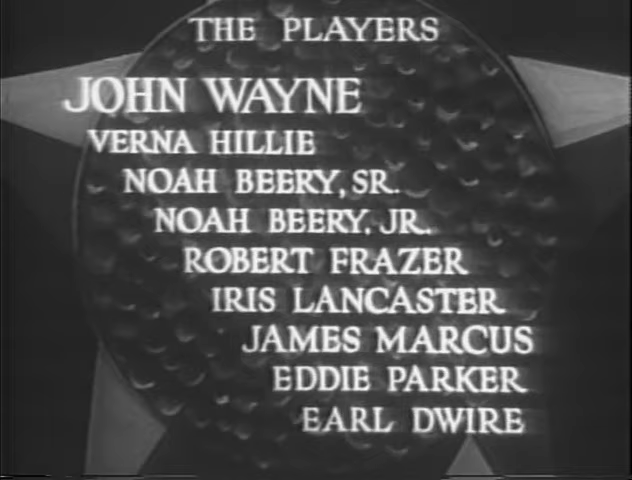 THE PLAYERS
JOHN WAYNE
VERNA HILLIE
NOAH BEERY, SR.
NOAH BEERY, JR.
ROBERT FRAZER
IRIS LANCASTER
JAMES MARCUS
EDDIE PARKER
EARL DWIRE